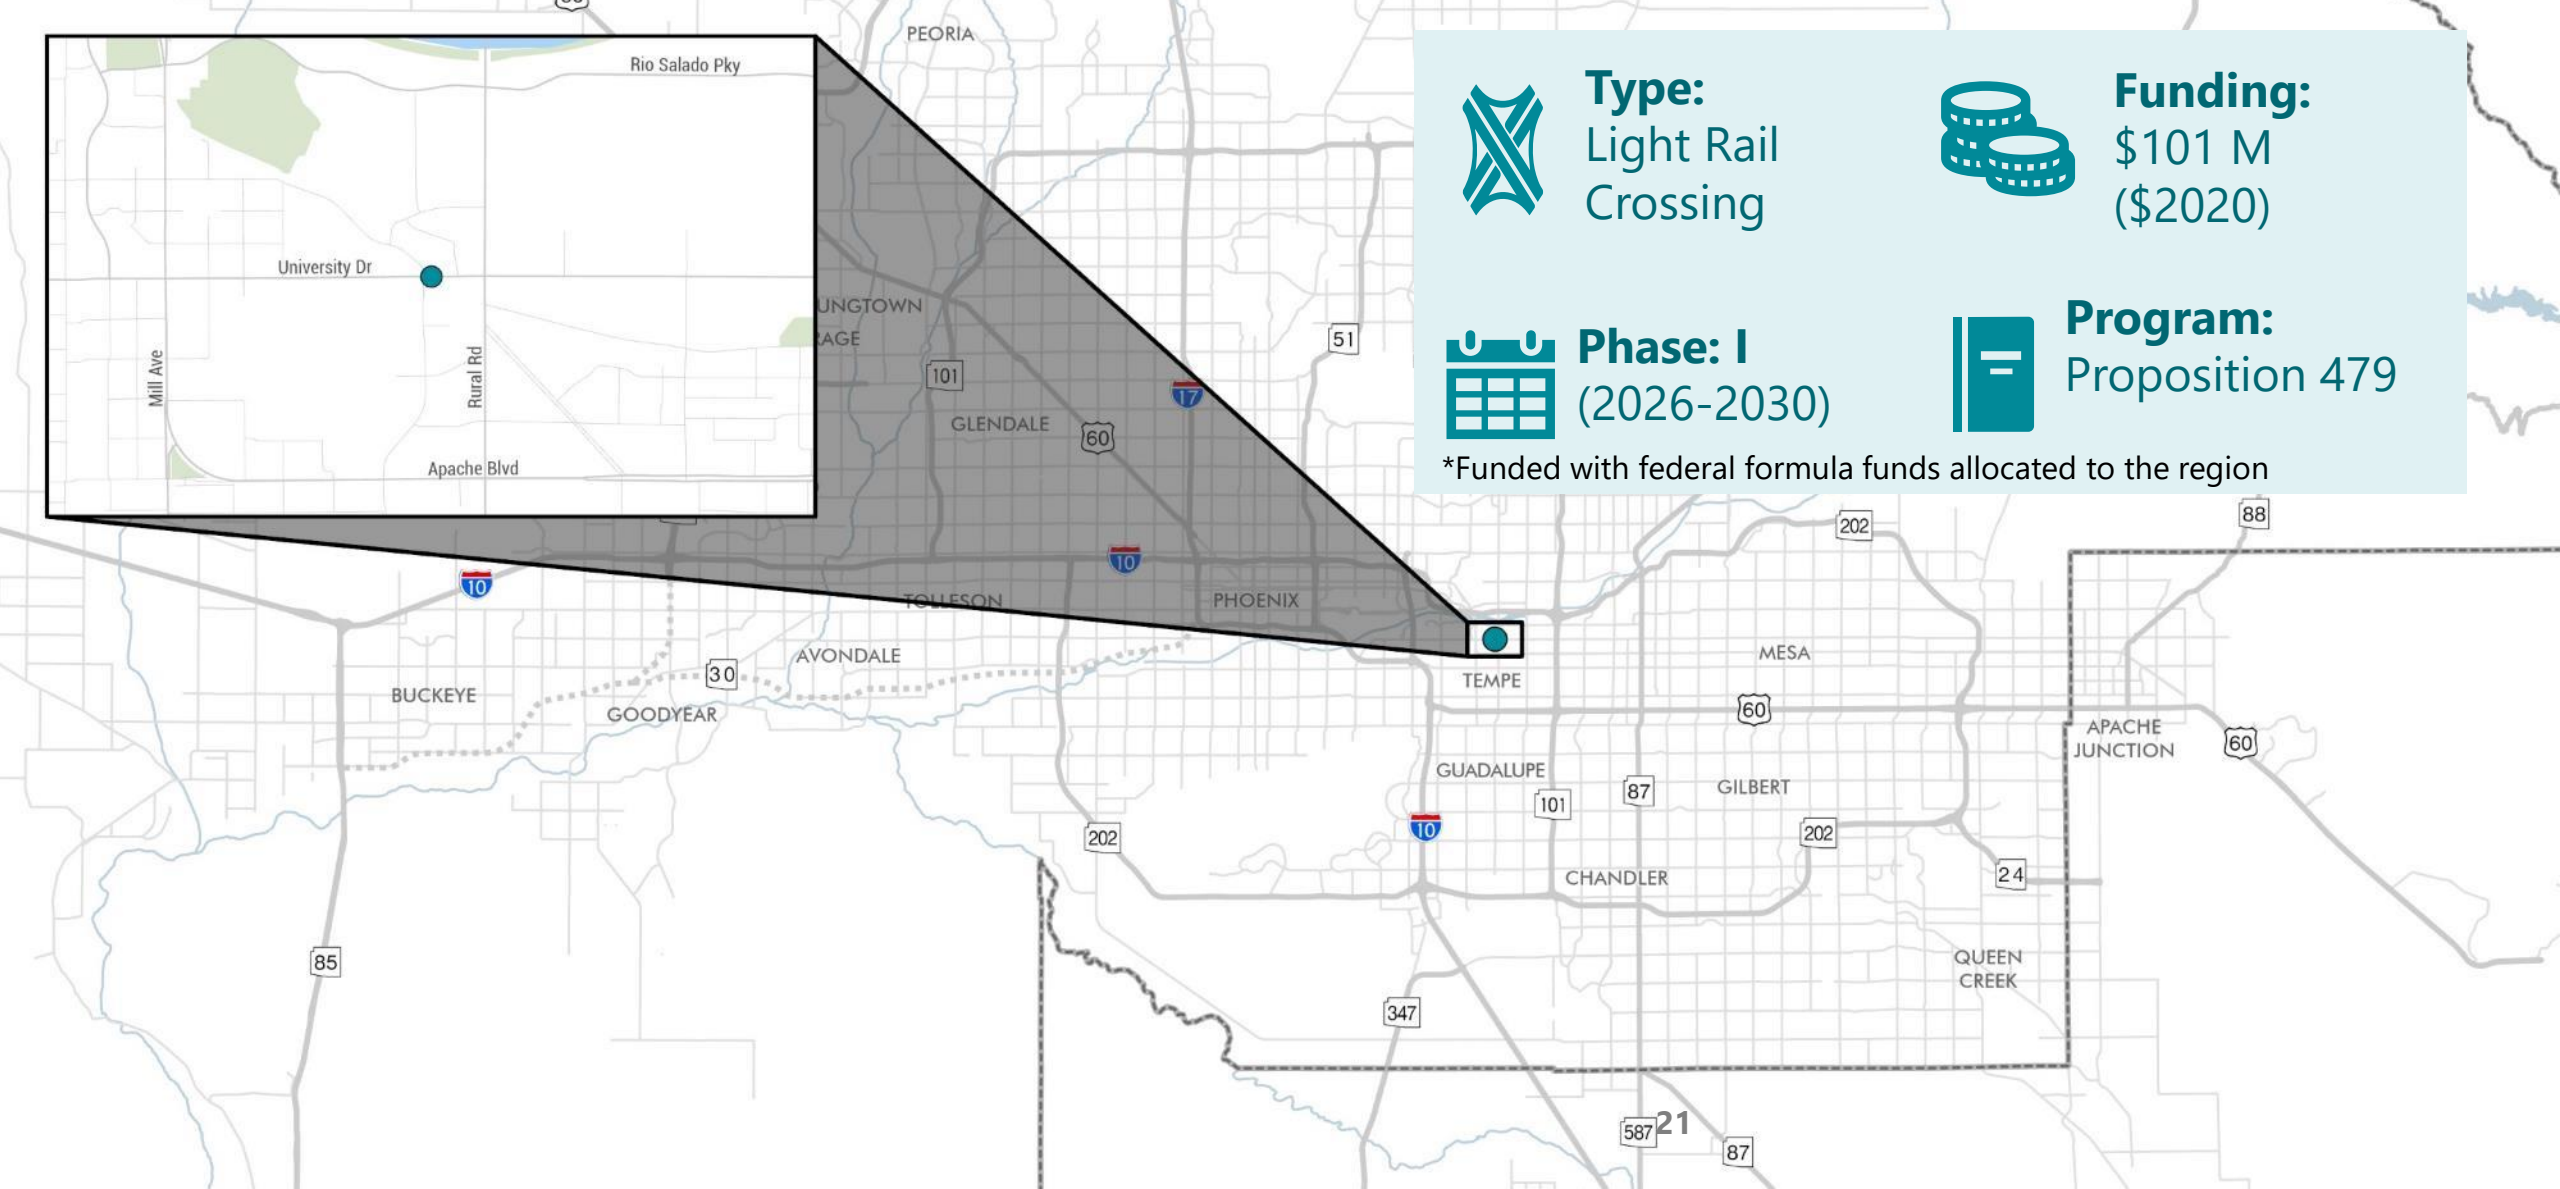 PEORIA
Rio Salado Pky
University Dr
Mill Ave
Rural Rd
Apache Blvd
Type:
Light Rail
Crossing
Funding:
$101 M
($2020)
Phase: I
(2026-2030)
Program:
Proposition 479
*Funded with federal formula funds allocated to the region
UNGTOWN
AGE
101
51
17
GLENDALE
60
88
202
10
10
TOLLESON
PHOENIX
AVONDALE
MESA
30
TEMPE
BUCKEYE
GOODYEAR
60
APACHE
JUNCTION
60
GUADALUPE
87
GILBERT
101
10
202
202
CHANDLER
24
85
QUEEN
CREEK
347
21
587
87